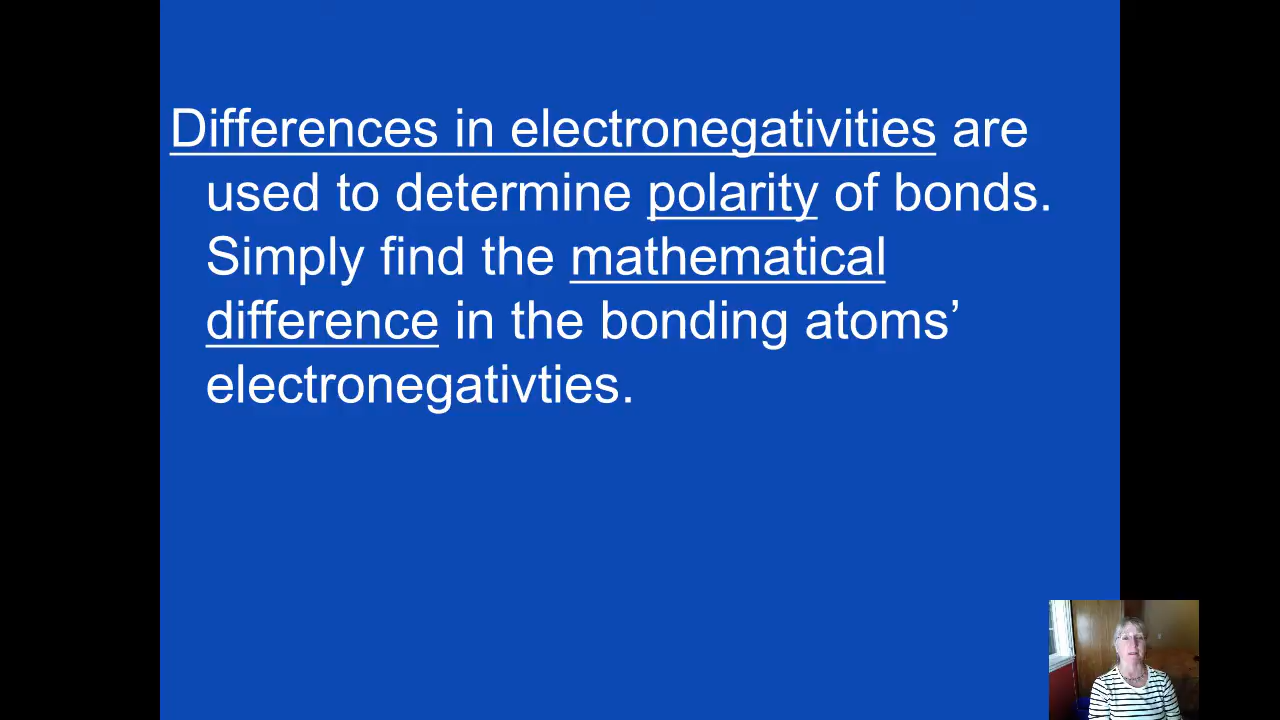 Differences in electronegativities are
used to determine polarity of bonds.
Simply find the mathematical
difference in the bonding atoms’
electronegativties.